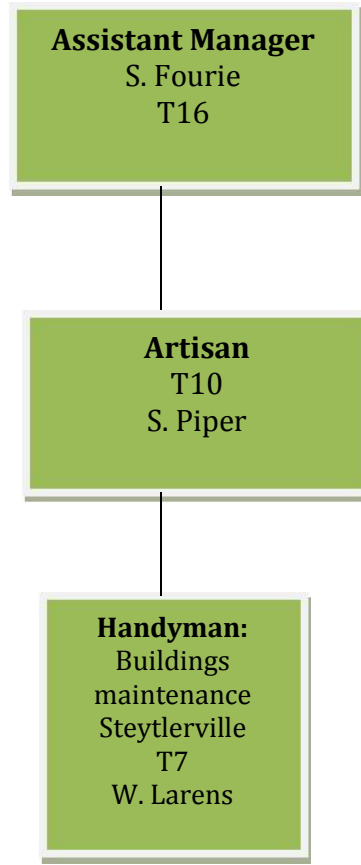 Assistant Manager
S. Fourie
T16
Artisan
T10
S. Piper
Handyman:
Buildings
maintenance
Steytlerville
T7
W. Larens